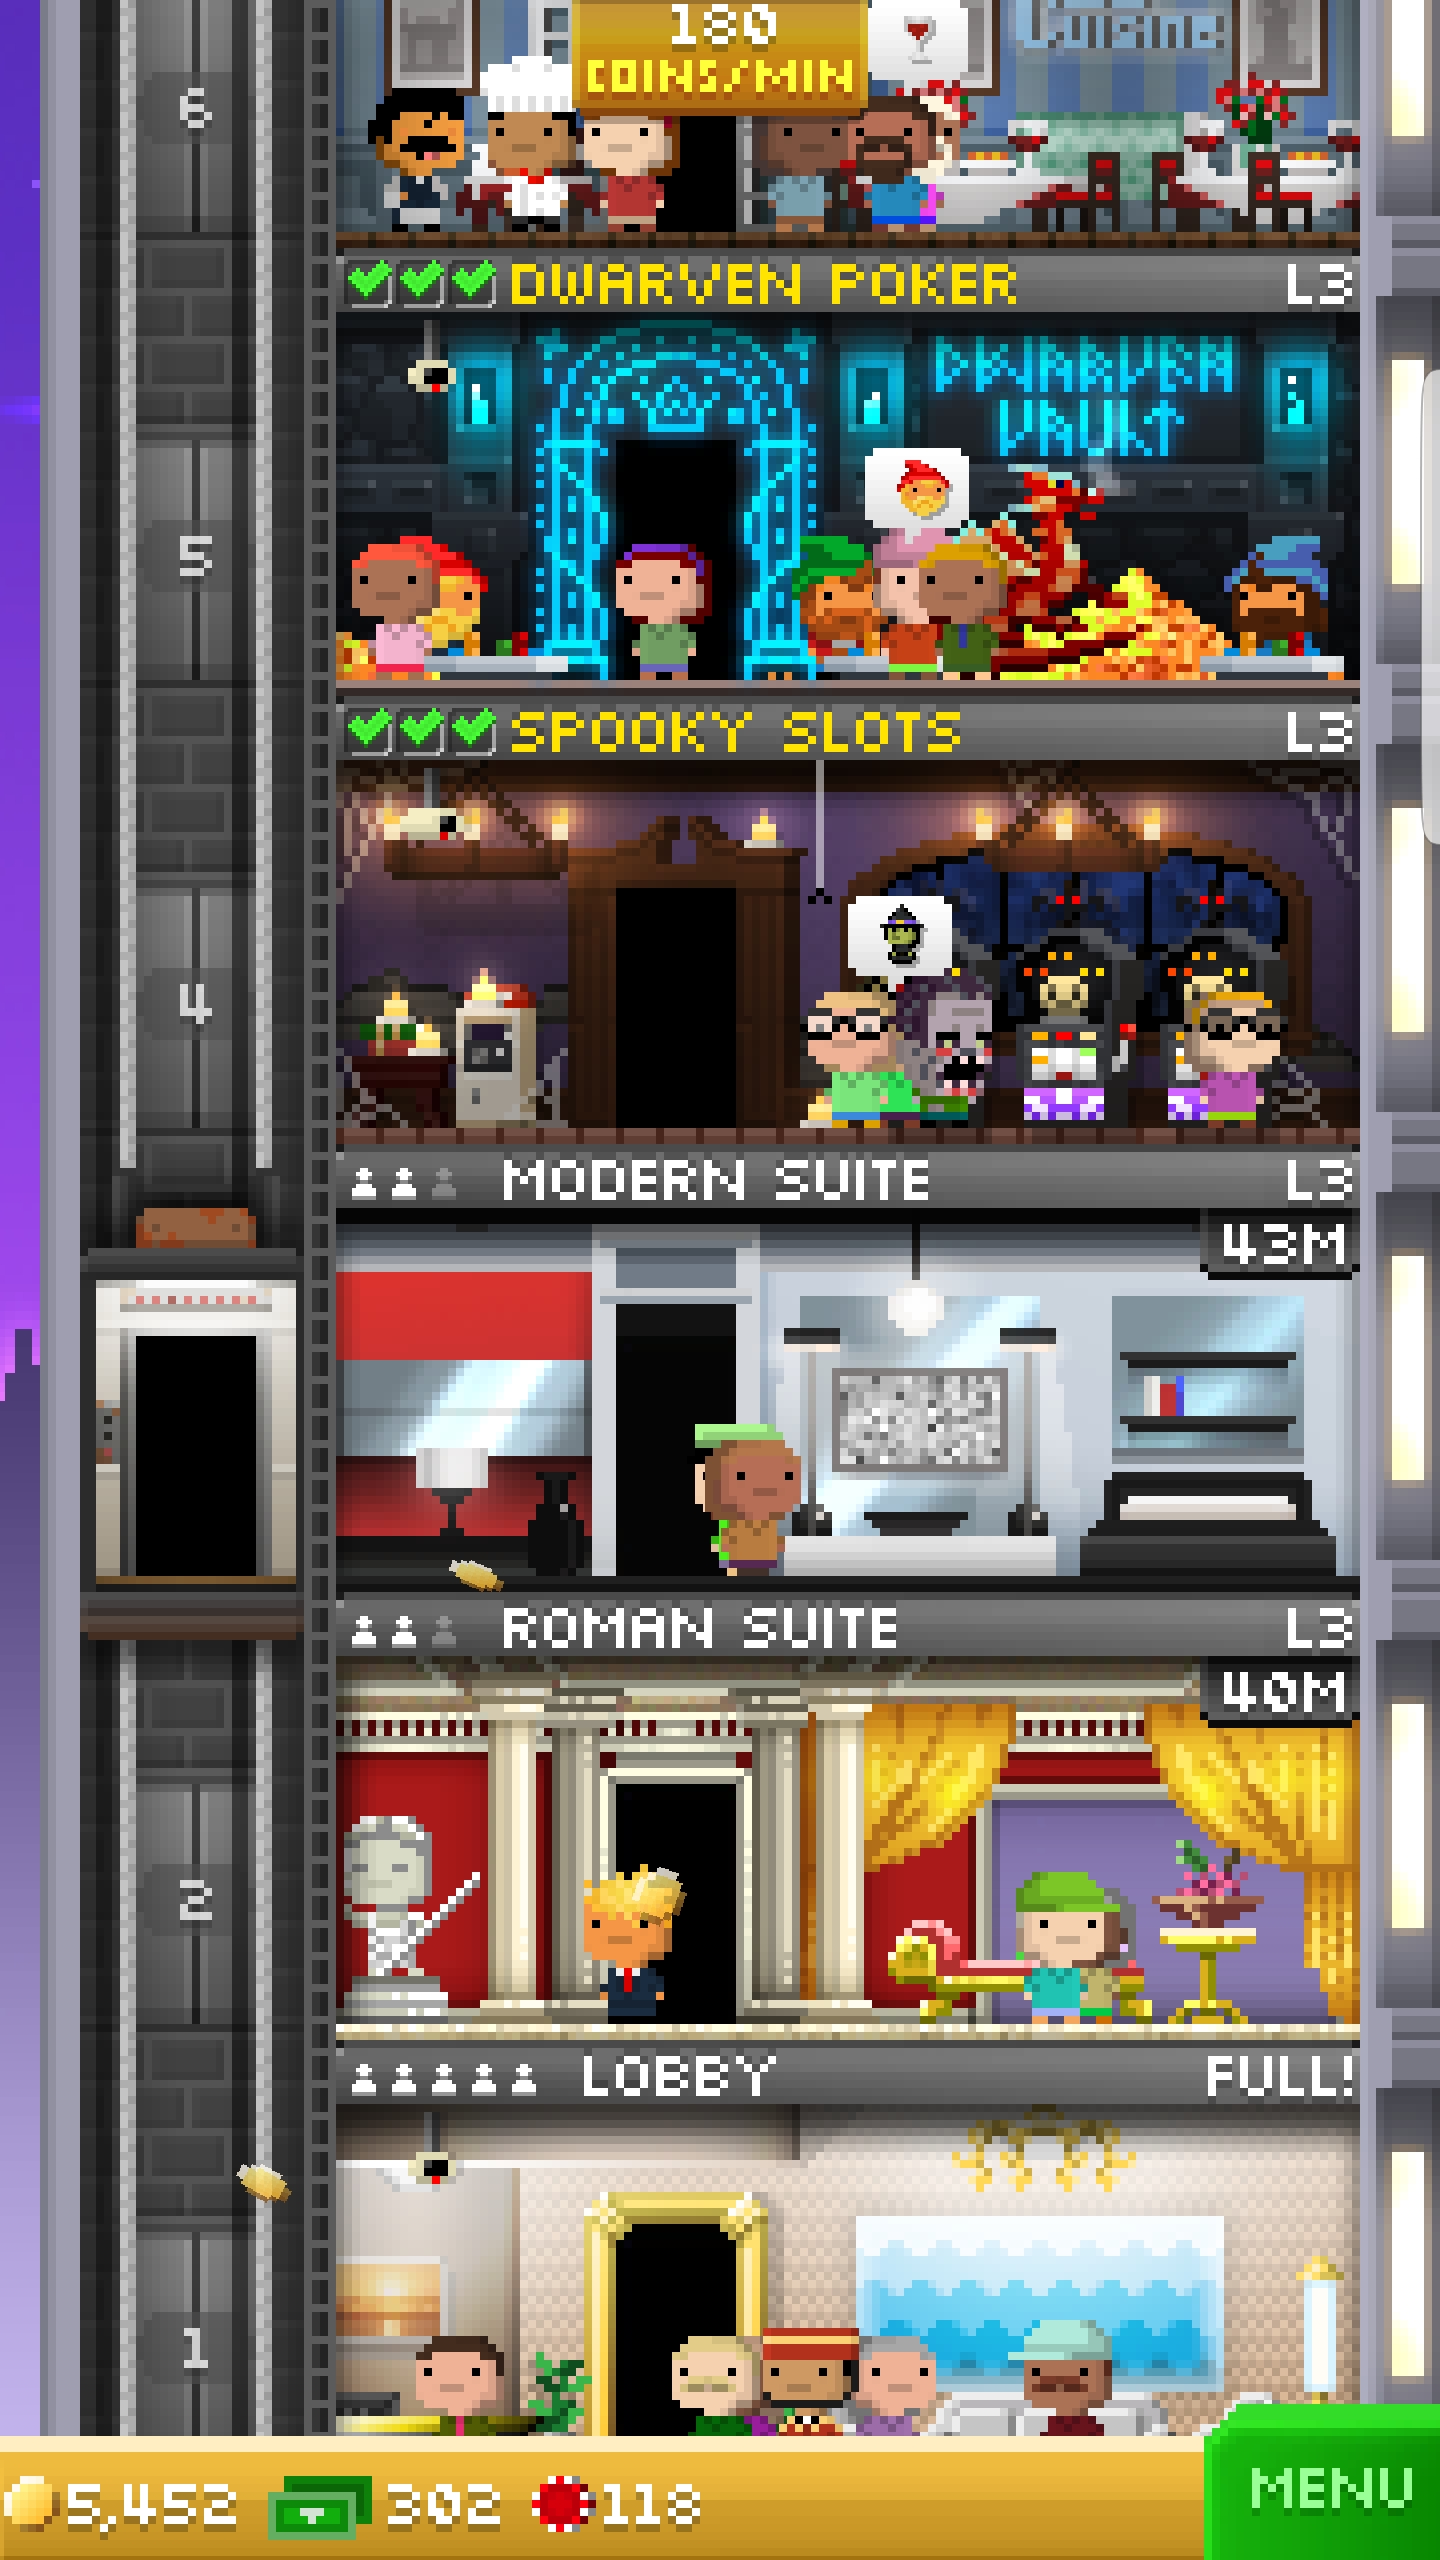 180
COINS/MIN
Cuisine
6
DWARVEN POKER L3
DWARVEN
VAULT
5
SPOOKY SLOTS L3
4
MODERN SUITE L3
43M
ROMAN SUITE L3
40M
2
LOBBY FULL!
1
5,452 302 118
MENU